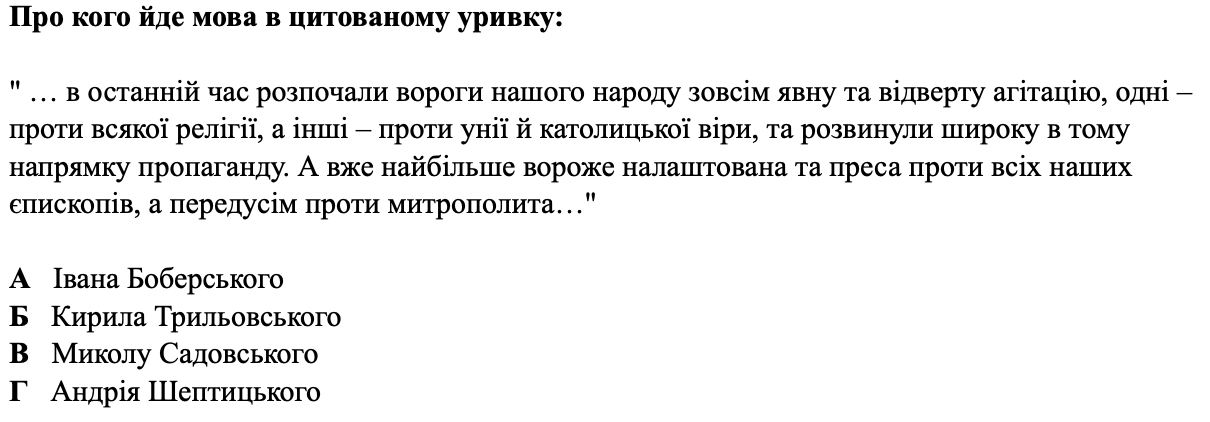 Про кого йде мова в цитованому уривку:
" … в останній час розпочали вороги нашого народу зовсім явну та відверту агітацію, одні –
проти всякої релігії, а інші – проти унії й католицької віри, та розвинули широку в тому
напрямку пропаганду. А вже найбільше вороже налаштована та преса проти всіх наших
єпископів, а передусім проти митрополита…"
А Івана Боберського
Б Кирила Трильовського
В Миколу Садовського
Г Андрія Шептицького